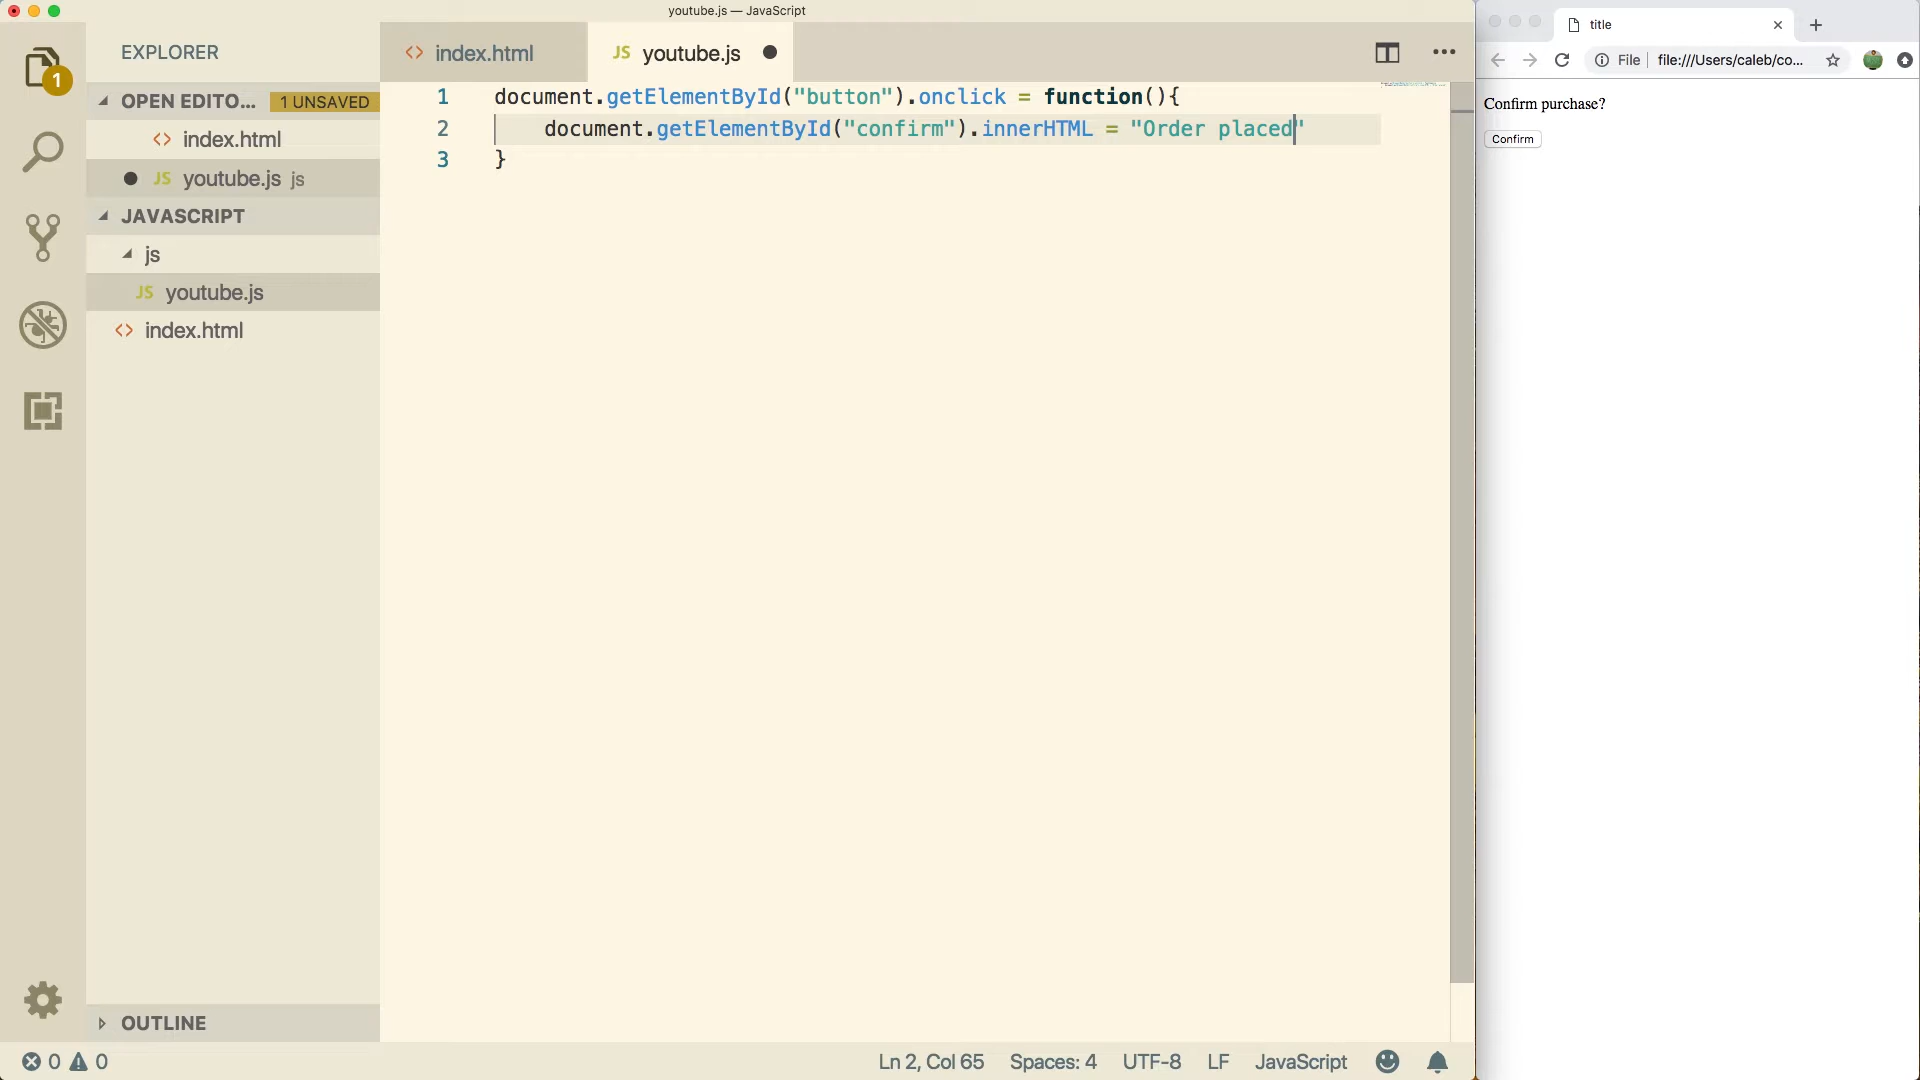 youtube.js — JavaScript
EXPLORER
1
OPEN EDITO... 1 UNSAVED
index.html
JS youtube.js js
JAVASCRIPT
js
JS youtube.js
index.html
OUTLINE
<> index.html
JS youtube.js
1 document.getElementById("button").onclick = function(){
2 document.getElementById("confirm").innerHTML = "Order placed"
3 }
0 0
Ln 2, Col 65 Spaces: 4 UTF-8 LF JavaScript
title
File file:///Users/caleb/co...
Confirm purchase?
Confirm